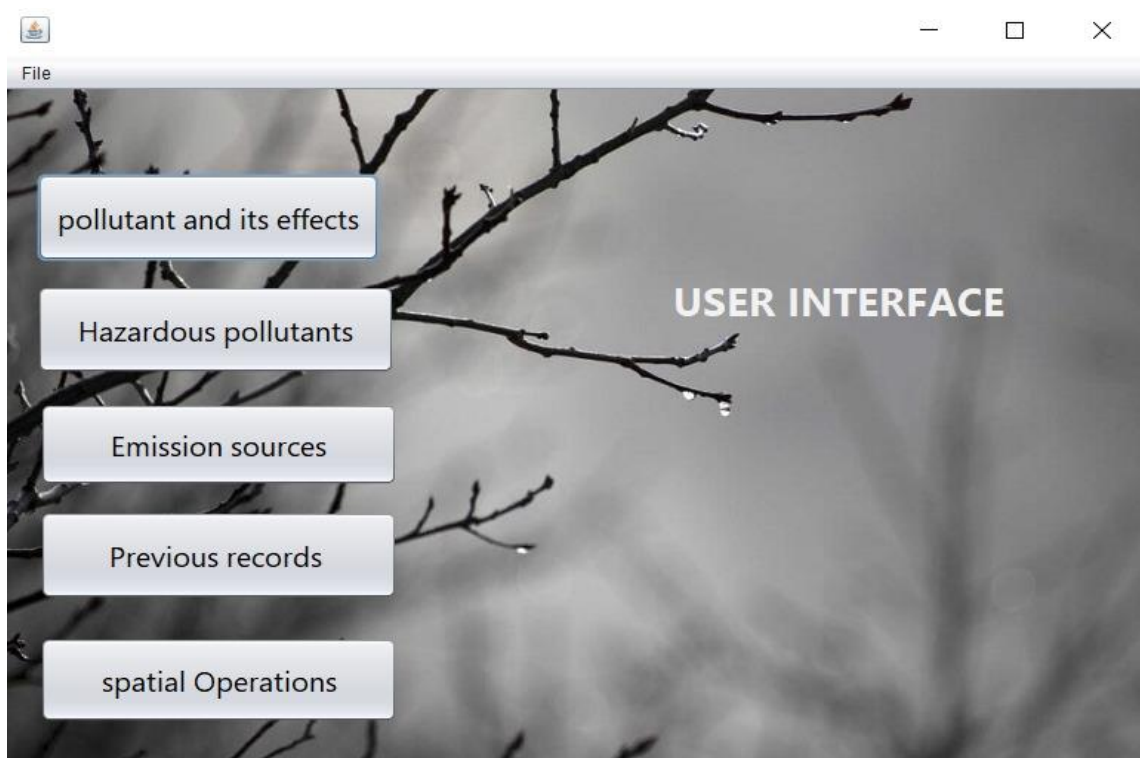 File
pollutant and its effects
Hazardous pollutants
USER INTERFACE
Emission sources
Previous records
spatial Operations